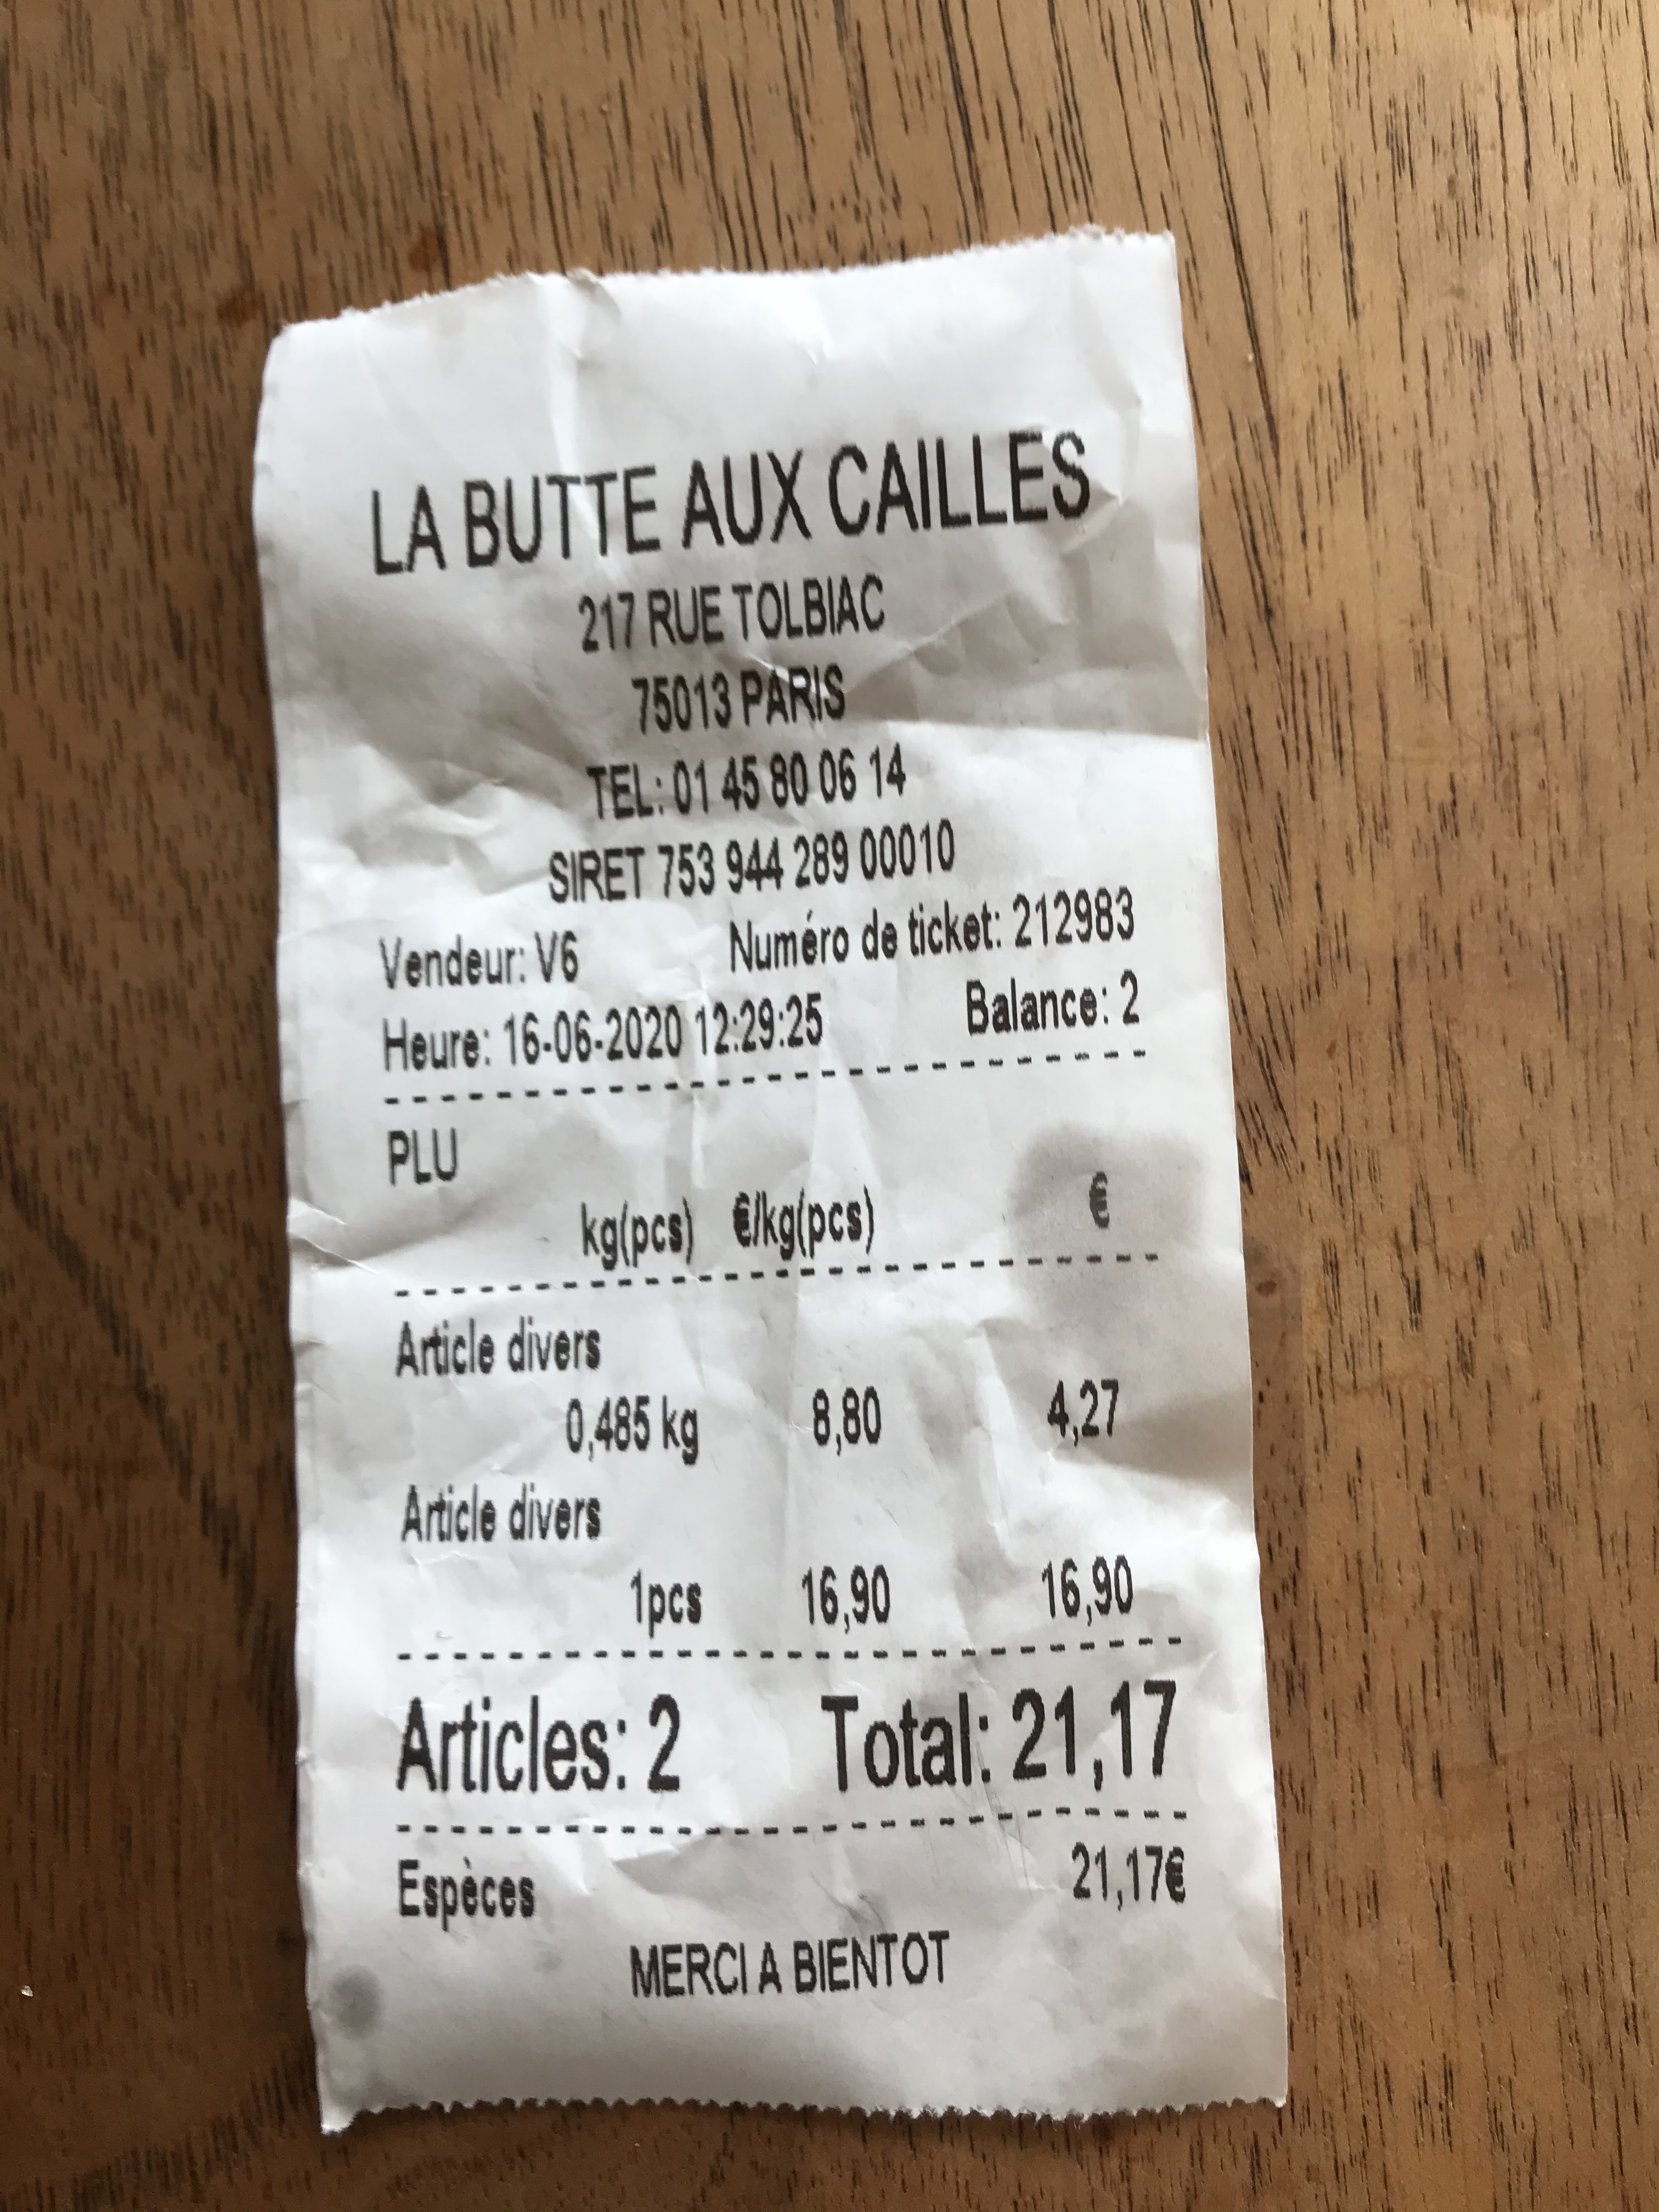 LA BUTTE AUX CAILLES
217 RUE TOLBIAC
75013 PARIS
TEL: 01 45 80 06 14
SIRET 753 944 289 00010
Vendeur: V6 Numéro de ticket: 212983
Heure: 16-06-2020 12:29:25 Balance: 2
PLU
kg(pcs) €/kg(pcs) €
Article divers
0,485 kg 8,80 4,27
Article divers
1pcs 16,90 16,90
Articles: 2 Total: 21,17
Espèces 21,17€
MERCI A BIENTOT